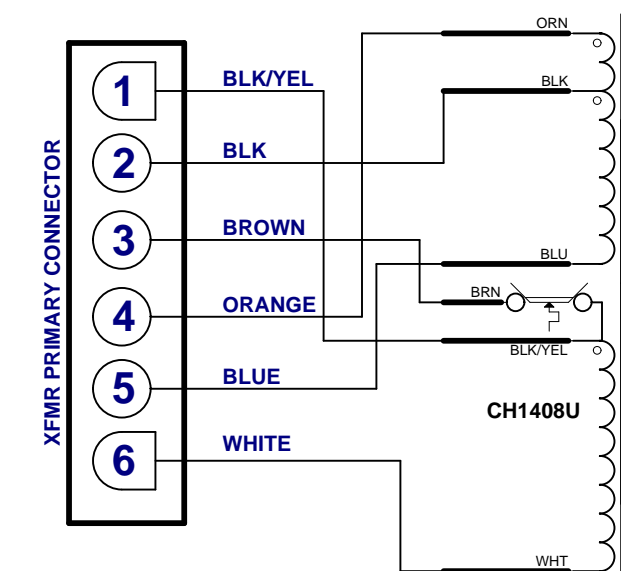 XFMR PRIMARY CONNECTOR
1
BLK/YEL
2
BLK
3
BROWN
4
ORANGE
5
BLUE
6
WHITE
ORN
BLK
BLU
BRN
BLK/YEL
CH1408U
WHT